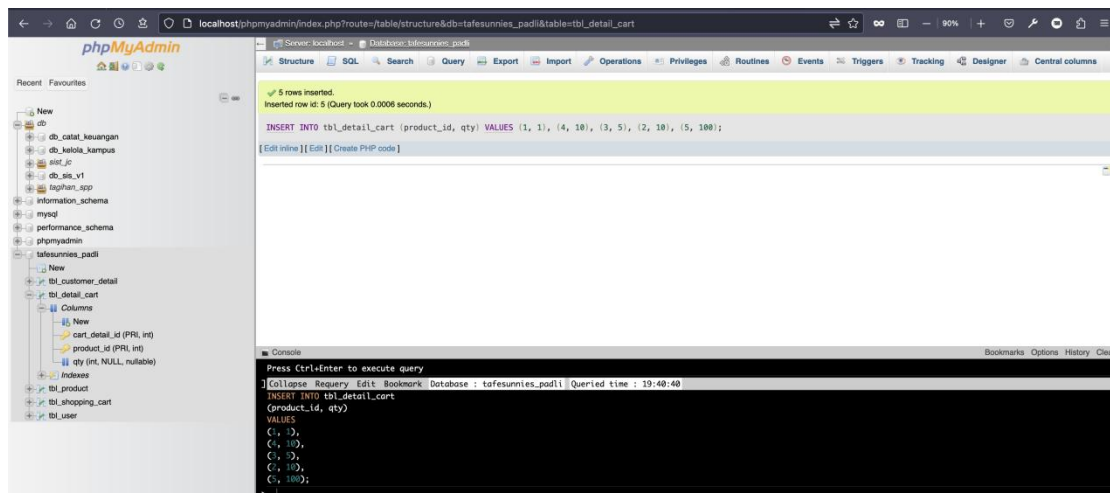 localhost/phpmyadmin/index.php?route=/table/structure&db=tafesunnies_padli&table=tbl_detail_cart
90%
phpMyAdmin
Recent Favourites
New
db
db_catat_keuangan
db_kelola_kampus
sist_jc
db_sis_v1
tagihan_spp
information_schema
mysql
performance_schema
phpmyadmin
tafesunnies_padli
New
tbl_customer_detail
tbl_detail_cart
Columns
New
cart_detail_id (PRI, int)
product_id (PRI, int)
qty (int, NULL, nullable)
Indexes
tbl_product
tbl_shopping_cart
tbl_user
Server: localhost » Database: tafesunnies_padli
Structure SQL Search Query Export Import Operations Privileges Routines Events Triggers Tracking Designer Central columns
5 rows inserted.
Inserted row id: 5 (Query took 0.0006 seconds.)
INSERT INTO tbl_detail_cart (product_id, qty) VALUES (1, 1), (4, 10), (3, 5), (2, 10), (5, 100);
[ Edit inline ] [ Edit ] [ Create PHP code ]
Console Bookmarks Options History Clea
Press Ctrl+Enter to execute query
Collapse Requery Edit Bookmark Database : tafesunnies_padli Queried time : 19:40:40
INSERT INTO tbl_detail_cart
(product_id, qty)
VALUES
(1, 1),
(4, 10),
(3, 5),
(2, 10),
(5, 100);
>